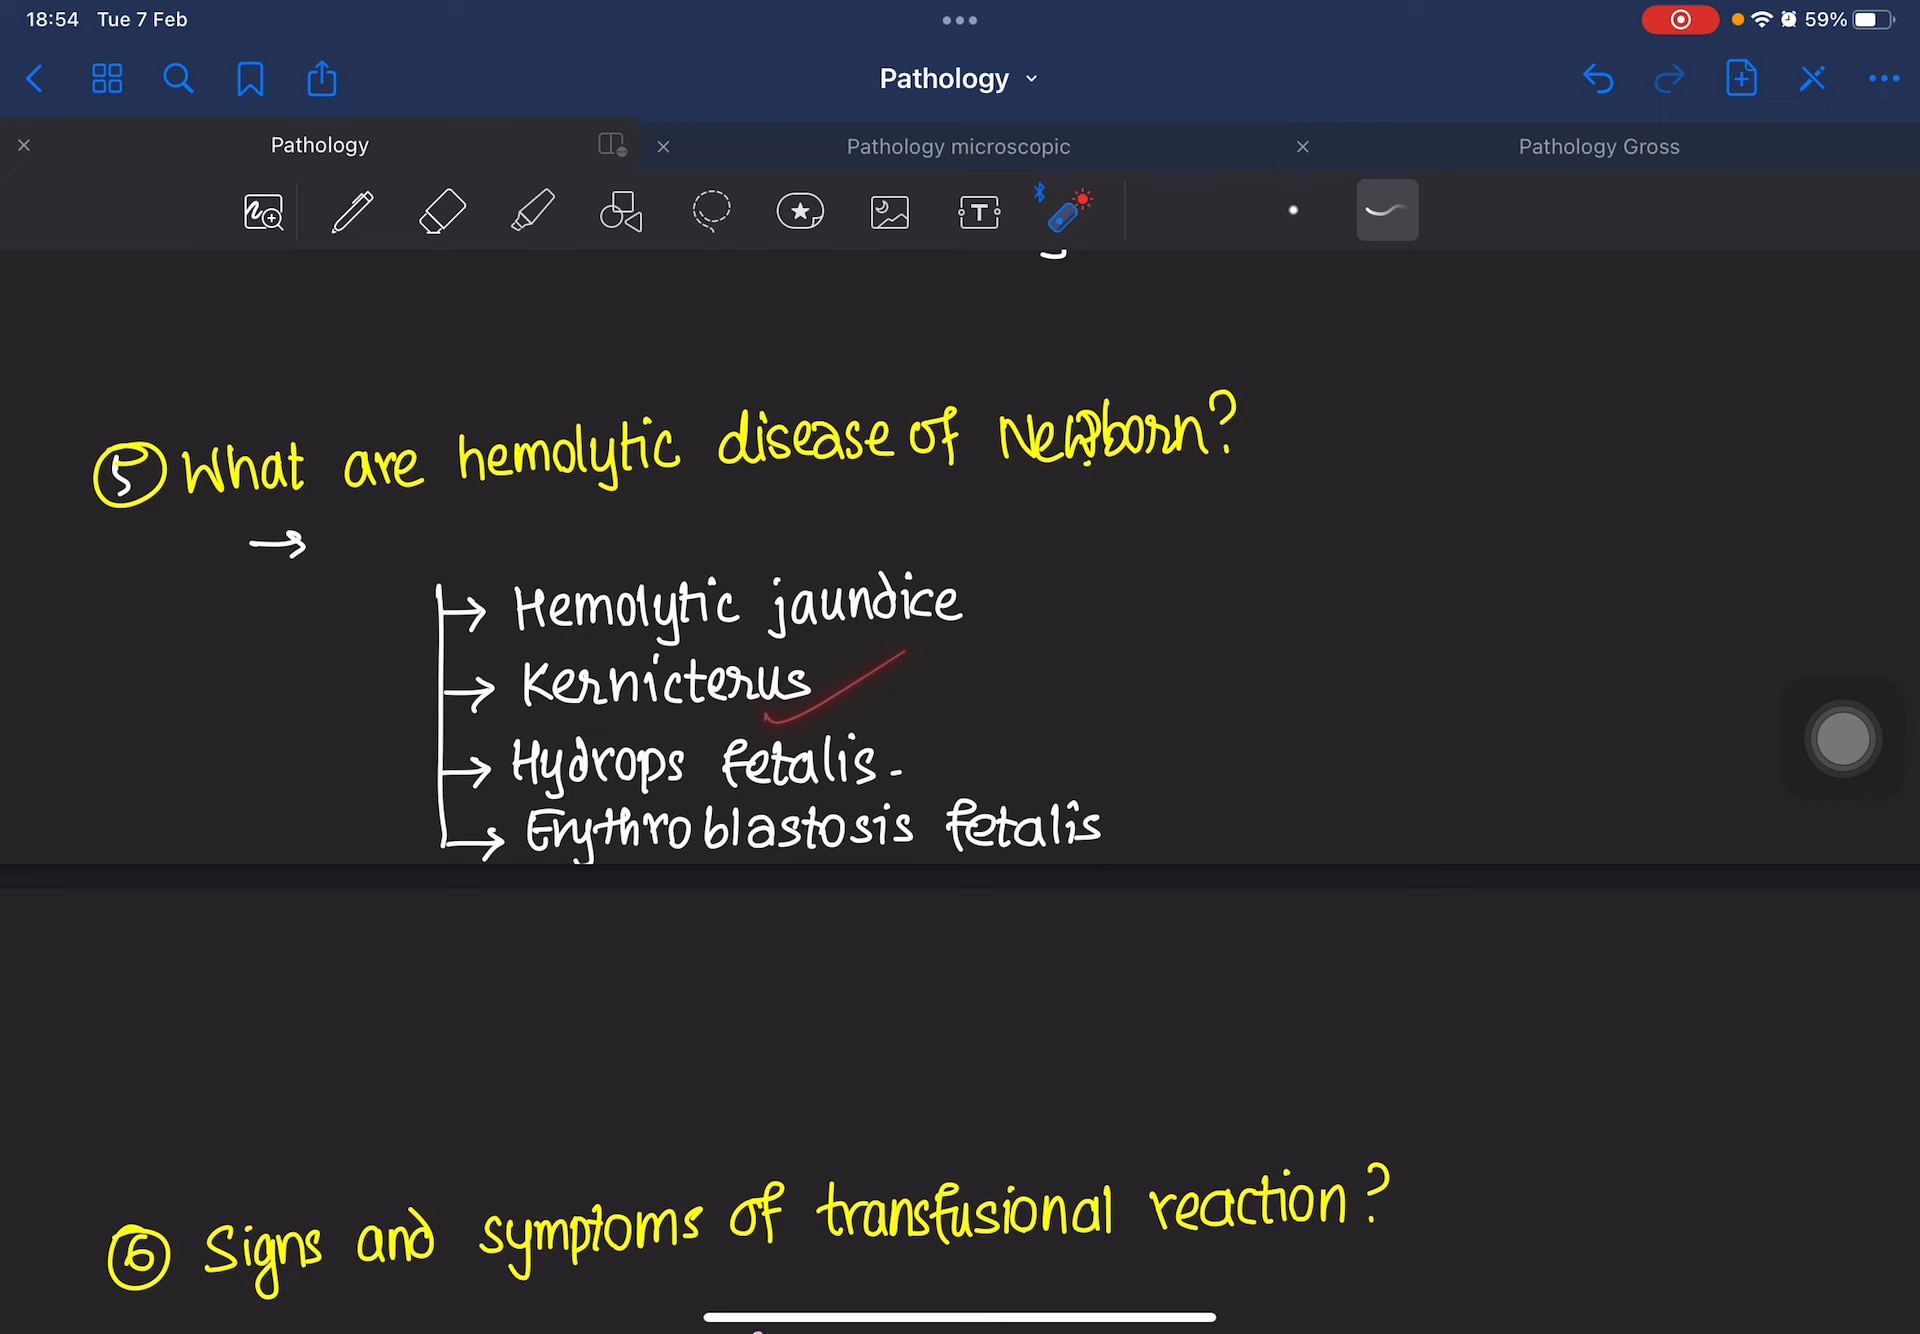 18:54 Tue 7 Feb
59%
Pathology
Pathology
Pathology microscopic
Pathology Gross
T
5 What are hemolytic disease of Newborn?
→
→ Hemolytic jaundice
→ Kernicterus
→ Hydrops fetalis -
→ Erythroblastosis fetalis
6 Signs and symptoms of transfusional reaction?